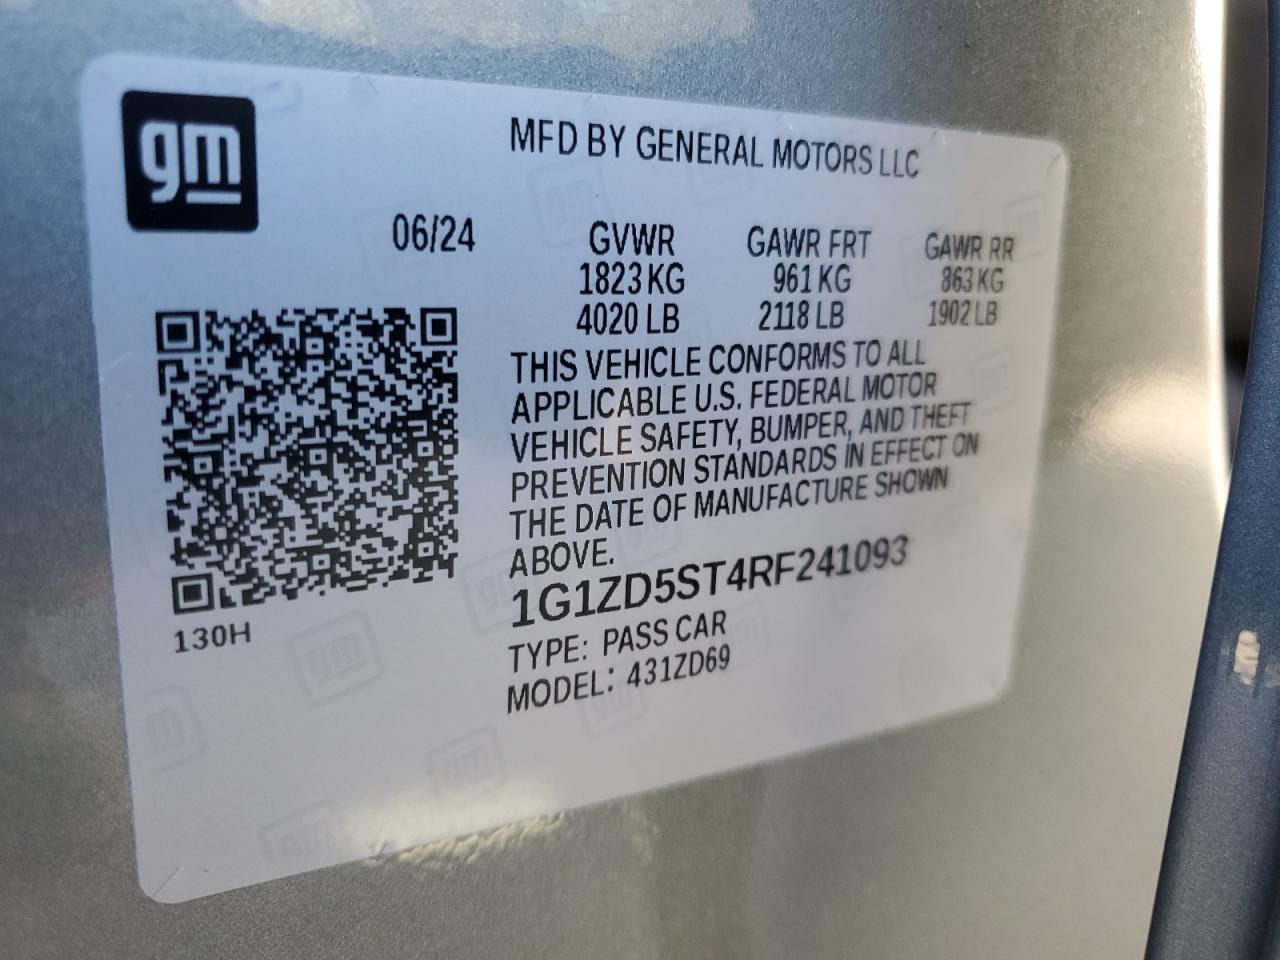 gm
MFD BY GENERAL MOTORS LLC
06/24 GVWR GAWR FRT GAWR RR
1823 KG 961 KG 863 KG
4020 LB 2118 LB 1902 LB
THIS VEHICLE CONFORMS TO ALL
APPLICABLE U.S. FEDERAL MOTOR
VEHICLE SAFETY, BUMPER, AND THEFT
PREVENTION STANDARDS IN EFFECT ON
THE DATE OF MANUFACTURE SHOWN
ABOVE.
1G1ZD5ST4RF241093
TYPE: PASS CAR
MODEL: 431ZD69
130H